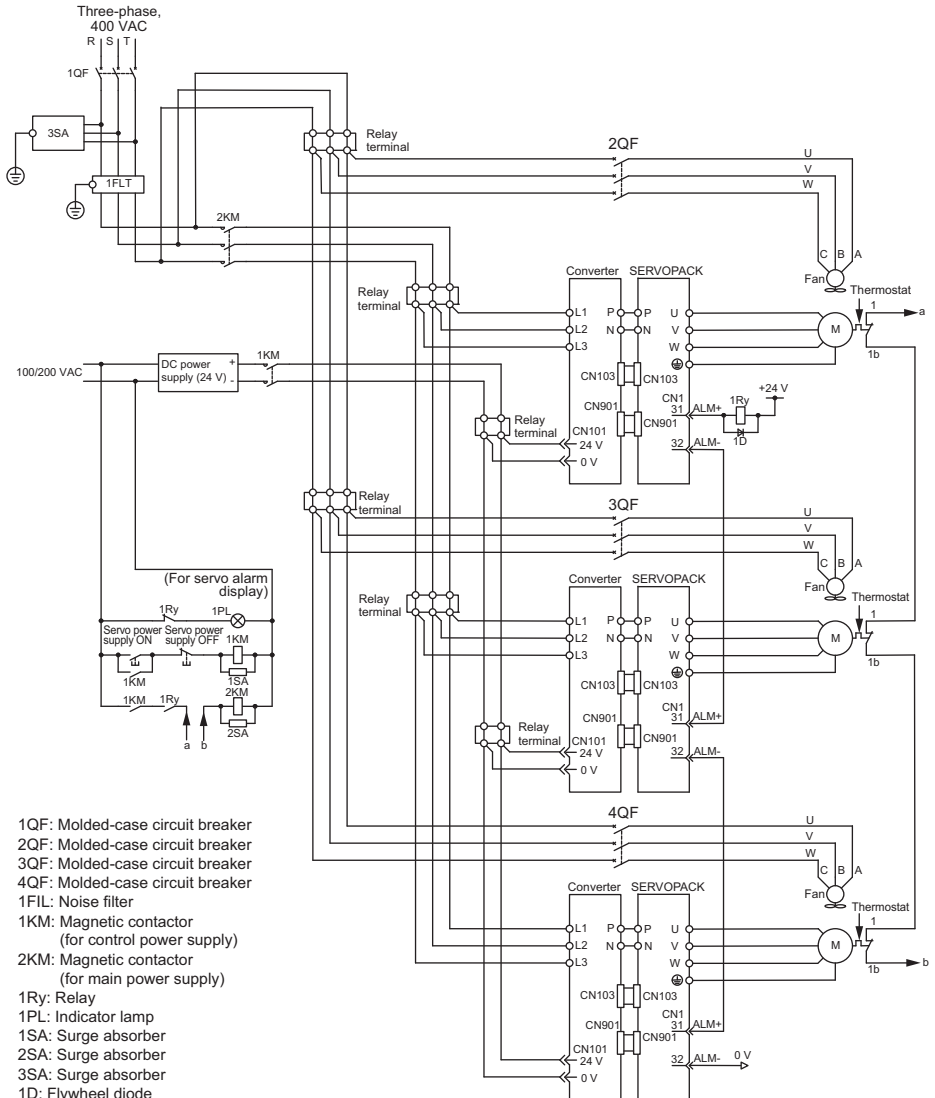 Three-phase,
400 VAC
R S T
1QF
3SA
1FLT
2KM
Relay
terminal
2QF
U
V
W
C B A
Fan
Thermostat
Relay
terminal
Converter SERVOPACK
L1 P P U
L2 N N V
L3 W
M
1
a
1b
CN103 CN103
100/200 VAC
DC power
supply (24 V)
+
-
1KM
CN901 CN901
CN1
31 ALM+
1Ry
+24 V
1D
Relay
terminal
CN101
24 V
0 V
32 ALM-
Relay
terminal
3QF
U
V
W
C B A
Fan
Thermostat
Relay
terminal
Converter SERVOPACK
L1 P P U
L2 N N V
L3 W
M
1
1b
CN103 CN103
CN901 CN901
CN1
31 ALM+
Relay
terminal
CN101
24 V
0 V
32 ALM-
(For servo alarm
display)
1Ry 1PL
Servo power
supply ON
Servo power
supply OFF
1KM
1KM
1SA
1KM 1Ry
2KM
2SA
a b
4QF
U
V
W
C B A
Fan
Thermostat
Converter SERVOPACK
L1 P P U
L2 N N V
L3 W
M
1
1b
b
CN103 CN103
CN901 CN901
CN1
31 ALM+
CN101
24 V
0 V
32 ALM- 0 V
1QF: Molded-case circuit breaker
2QF: Molded-case circuit breaker
3QF: Molded-case circuit breaker
4QF: Molded-case circuit breaker
1FIL: Noise filter
1KM: Magnetic contactor
(for control power supply)
2KM: Magnetic contactor
(for main power supply)
1Ry: Relay
1PL: Indicator lamp
1SA: Surge absorber
2SA: Surge absorber
3SA: Surge absorber
1D: Flywheel diode